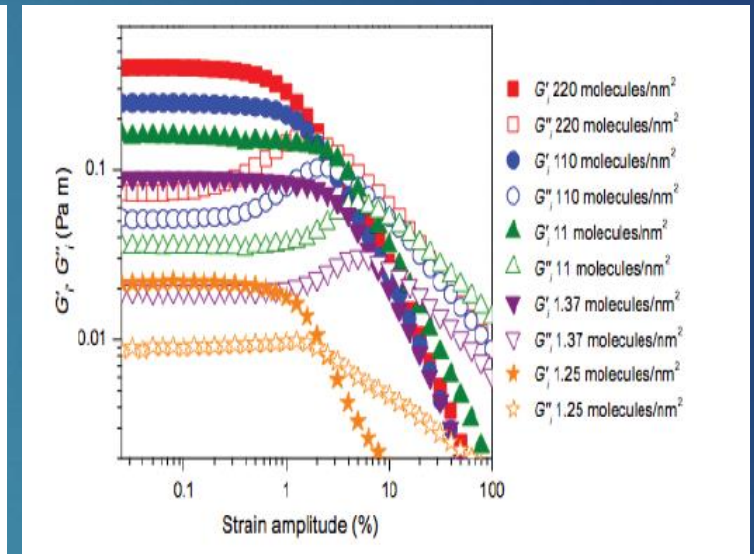 G'ᵢ, G"ᵢ (Pa m)
0.1
0.01
0.1 1 10 100
Strain amplitude (%)
G'ᵢ 220 molecules/nm²
G"ᵢ 220 molecules/nm²
G'ᵢ 110 molecules/nm²
G"ᵢ 110 molecules/nm²
G'ᵢ 11 molecules/nm²
G"ᵢ 11 molecules/nm²
G'ᵢ 1.37 molecules/nm²
G"ᵢ 1.37 molecules/nm²
G'ᵢ 1.25 molecules/nm²
G"ᵢ 1.25 molecules/nm²